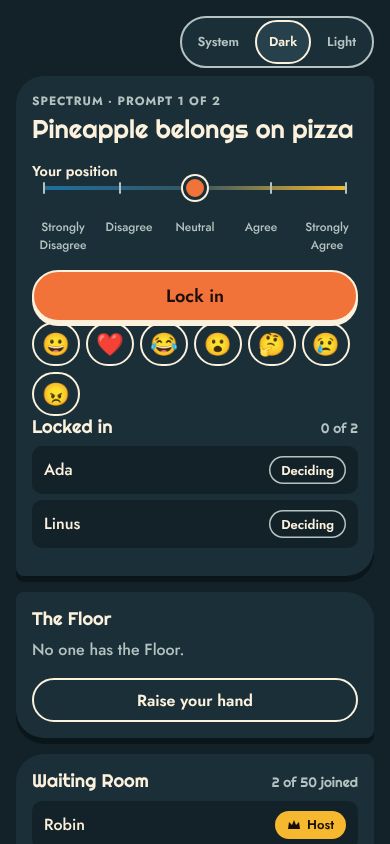 System Dark Light
SPECTRUM · PROMPT 1 OF 2
Pineapple belongs on pizza
Your position
Strongly Disagree Neutral Agree Strongly
Disagree Agree
Lock in
Locked in 0 of 2
Ada Deciding
Linus Deciding
The Floor
No one has the Floor.
Raise your hand
Waiting Room 2 of 50 joined
Robin Host